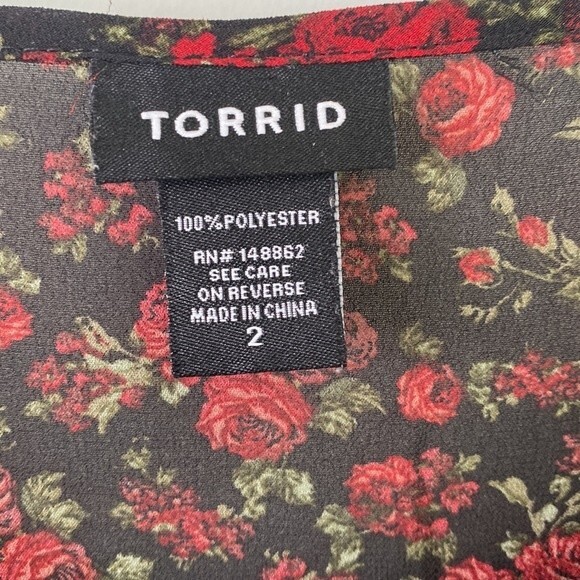 TORRID
100%POLYESTER
RN# 148862
SEE CARE
ON REVERSE
MADE IN CHINA
2